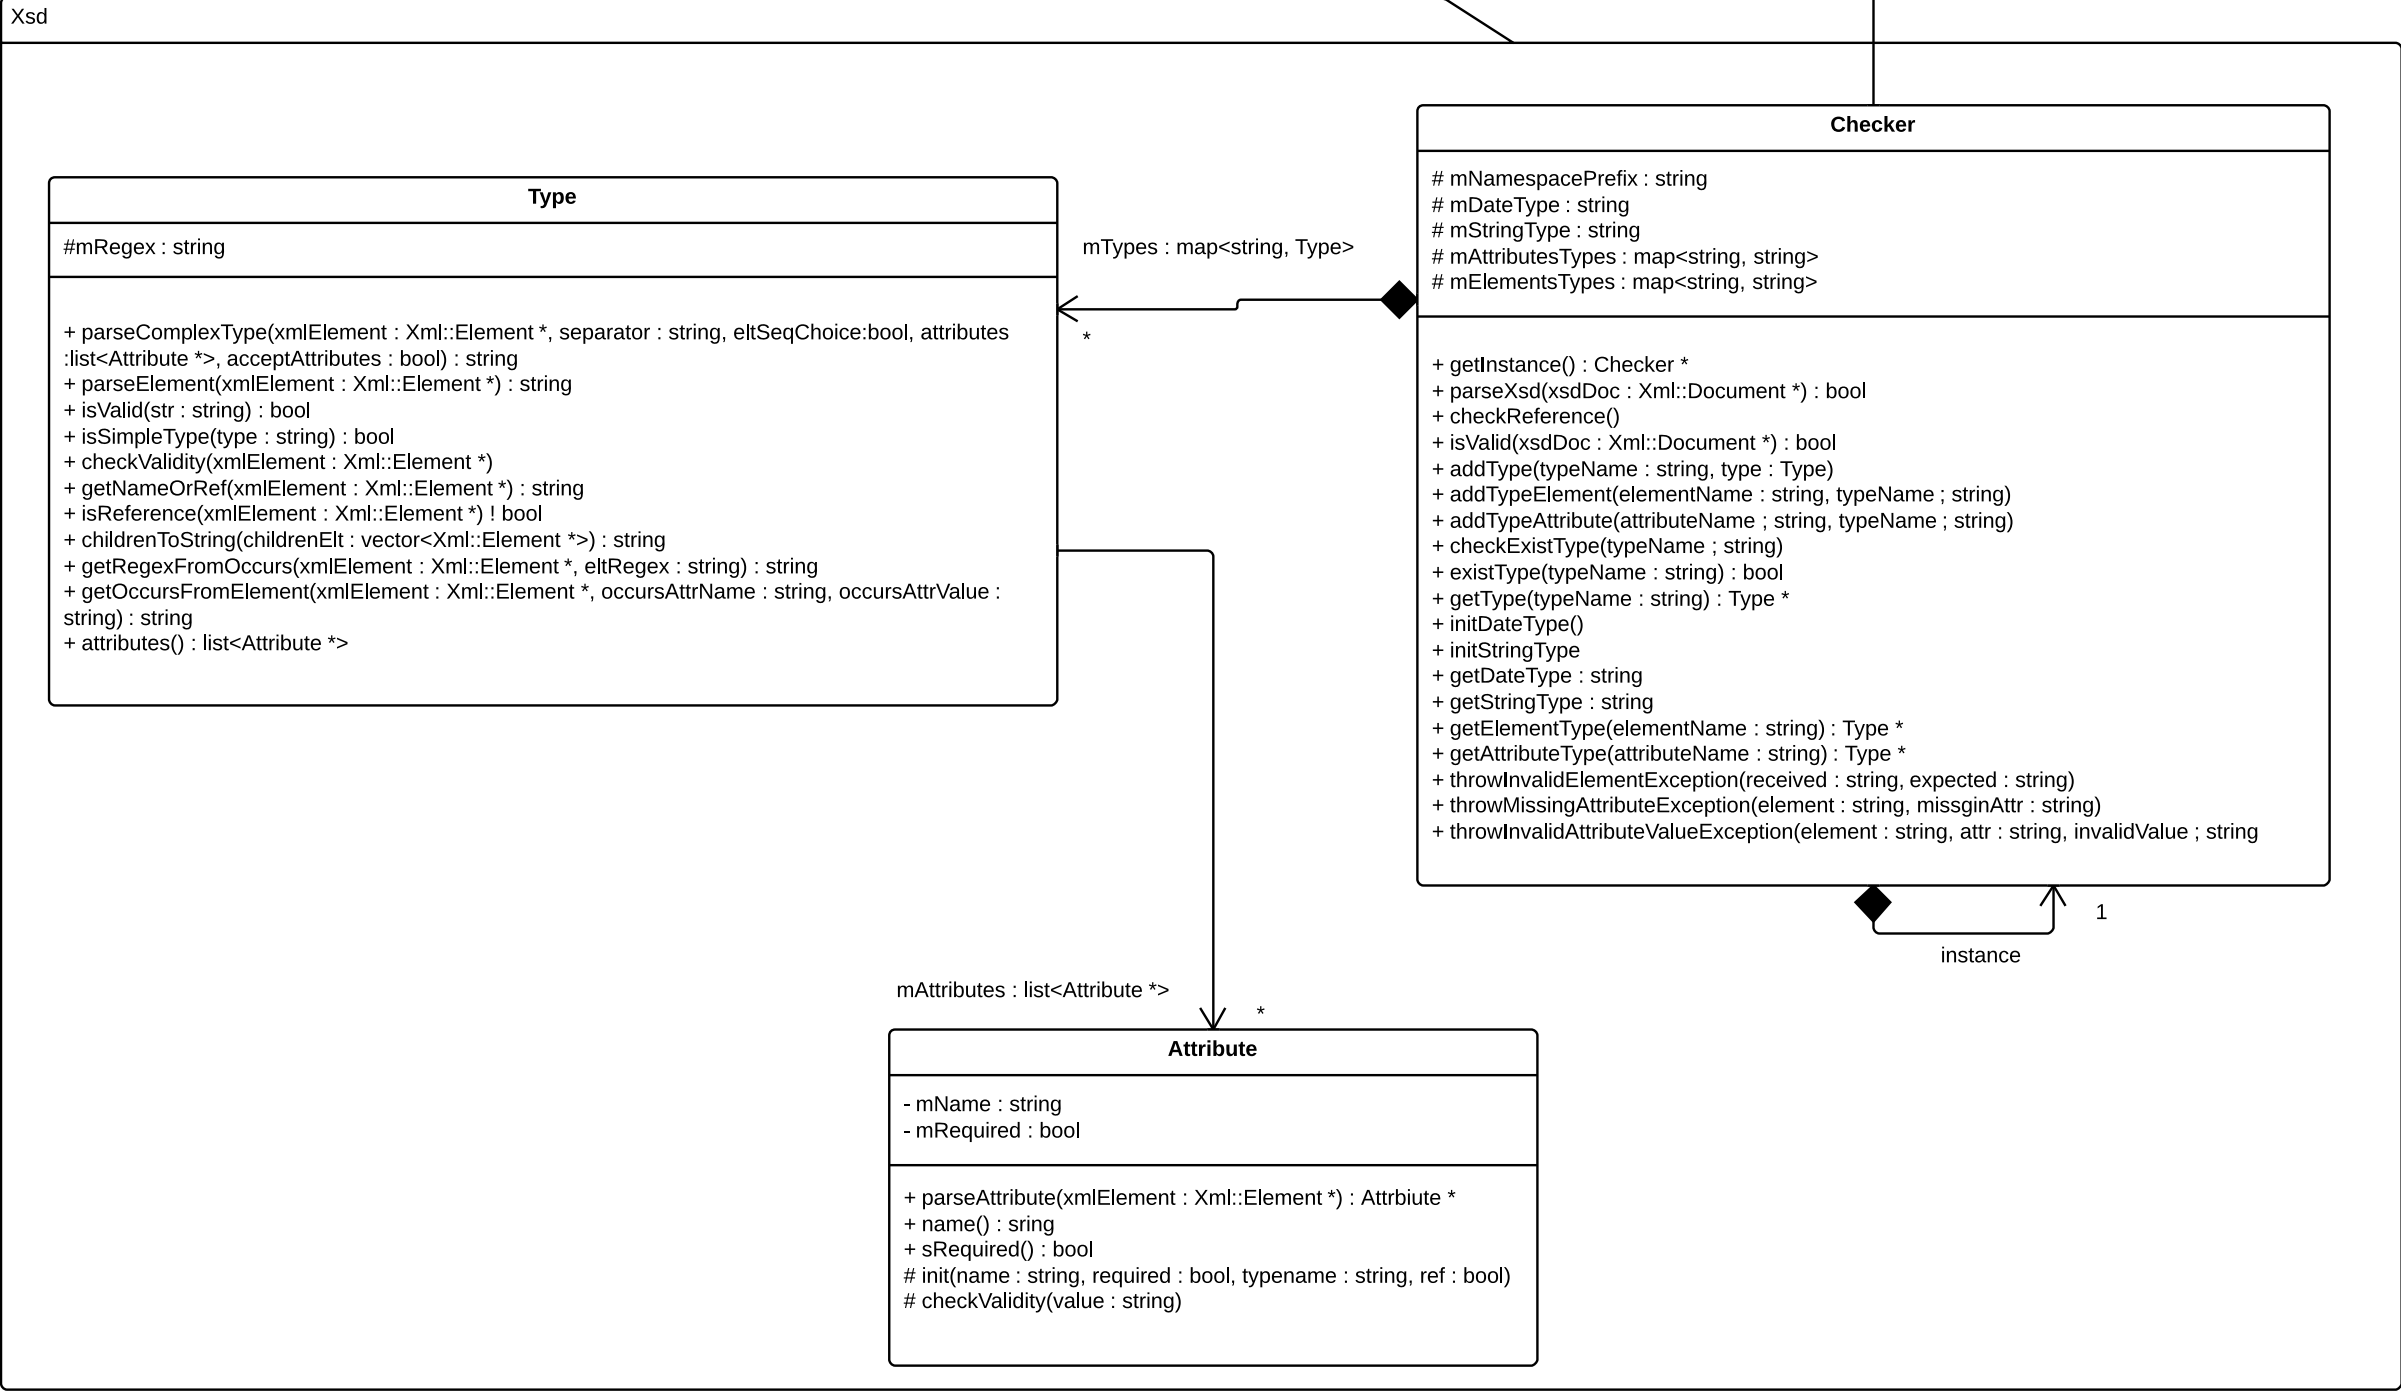 Xsd
Type
#mRegex : string
+ parseComplexType(xmlElement : Xml::Element *, separator : string, eltSeqChoice:bool, attributes
:list<Attribute *>, acceptAttributes : bool) : string
+ parseElement(xmlElement : Xml::Element *) : string
+ isValid(str : string) : bool
+ isSimpleType(type : string) : bool
+ checkValidity(xmlElement : Xml::Element *)
+ getNameOrRef(xmlElement : Xml::Element *) : string
+ isReference(xmlElement : Xml::Element *) ! bool
+ childrenToString(childrenElt : vector<Xml::Element *>) : string
+ getRegexFromOccurs(xmlElement : Xml::Element *, eltRegex : string) : string
+ getOccursFromElement(xmlElement : Xml::Element *, occursAttrName : string, occursAttrValue :
string) : string
+ attributes() : list<Attribute *>
mTypes : map<string, Type>
*
Checker
# mNamespacePrefix : string
# mDateType : string
# mStringType : string
# mAttributesTypes : map<string, string>
# mElementsTypes : map<string, string>
+ getInstance() : Checker *
+ parseXsd(xsdDoc : Xml::Document *) : bool
+ checkReference()
+ isValid(xsdDoc : Xml::Document *) : bool
+ addType(typeName : string, type : Type)
+ addTypeElement(elementName : string, typeName ; string)
+ addTypeAttribute(attributeName ; string, typeName ; string)
+ checkExistType(typeName ; string)
+ existType(typeName : string) : bool
+ getType(typeName : string) : Type *
+ initDateType()
+ initStringType
+ getDateType : string
+ getStringType : string
+ getElementType(elementName : string) : Type *
+ getAttributeType(attributeName : string) : Type *
+ throwInvalidElementException(received : string, expected : string)
+ throwMissingAttributeException(element : string, missginAttr : string)
+ throwInvalidAttributeValueException(element : string, attr : string, invalidValue ; string
1
instance
mAttributes : list<Attribute *>
*
Attribute
- mName : string
- mRequired : bool
+ parseAttribute(xmlElement : Xml::Element *) : Attrbiute *
+ name() : sring
+ sRequired() : bool
# init(name : string, required : bool, typename : string, ref : bool)
# checkValidity(value : string)